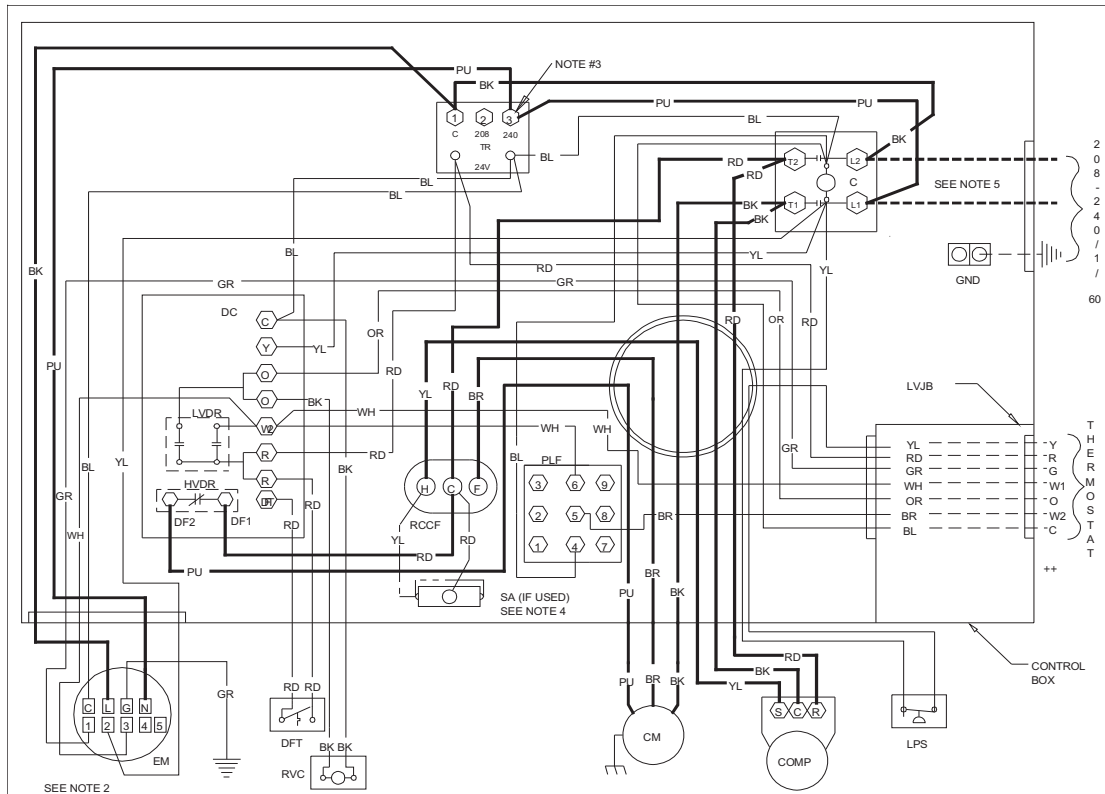 PU
NOTE #3
BK
PU
PU
BL
1
2
3
C
208
240
TR
24V
BL
BL
BL
BK
RD
RD
T2
L2
C
BK
BK
T1
L1
SEE NOTE 5
208-240/1/60
GND
YL
YL
BK
BL
GR
RD
GR
DC
C
OR
OR
RD
RD
Y
YL
O
PU
RD
YL
RD
BR
O
BK
LVJB
LVDR
WH
W2
WH
WH
GR
BL
YL
RD
BK
BL
PLF
R
HVDR
R
H
C
F
3
6
9
2
5
8
1
4
7
BR
YL
RD
GR
WH
OR
BR
BL
Y
R
G
W1
O
W2
C
THERMOSTAT
++
GR
WH
DF2
DF1
DFT
RD
RD
RCCF
YL
RD
RD
PU
SA (IF USED)
SEE NOTE 4
PU
BR
BK
RD
BK
YL
CONTROL
BOX
GR
C
L
G
N
1
2
3
4
5
EM
SEE NOTE 2
RD
RD
DFT
BK
BK
RVC
PU
BR
BK
CM
S
C
R
COMP
LPS